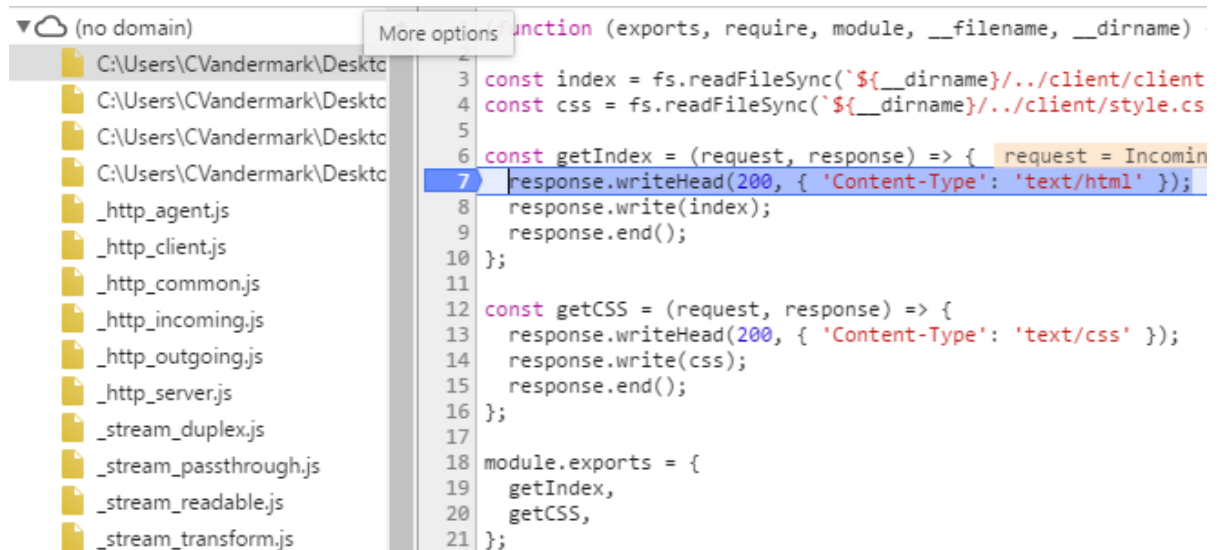 (no domain)
C:\Users\CVandermark\Deskto
C:\Users\CVandermark\Deskto
C:\Users\CVandermark\Deskto
C:\Users\CVandermark\Deskto
_http_agent.js
_http_client.js
_http_common.js
_http_incoming.js
_http_outgoing.js
_http_server.js
_stream_duplex.js
_stream_passthrough.js
_stream_readable.js
_stream_transform.js
More options
(exports, require, module, __filename, __dirname)
2
3 const index = fs.readFileSync(`${__dirname}/../client/client
4 const css = fs.readFileSync(`${__dirname}/../client/style.cs
5
6 const getIndex = (request, response) => { request = Incomin
7 response.writeHead(200, { 'Content-Type': 'text/html' });
8 response.write(index);
9 response.end();
10 };
11
12 const getCSS = (request, response) => {
13 response.writeHead(200, { 'Content-Type': 'text/css' });
14 response.write(css);
15 response.end();
16 };
17
18 module.exports = {
19 getIndex,
20 getCSS,
21 };